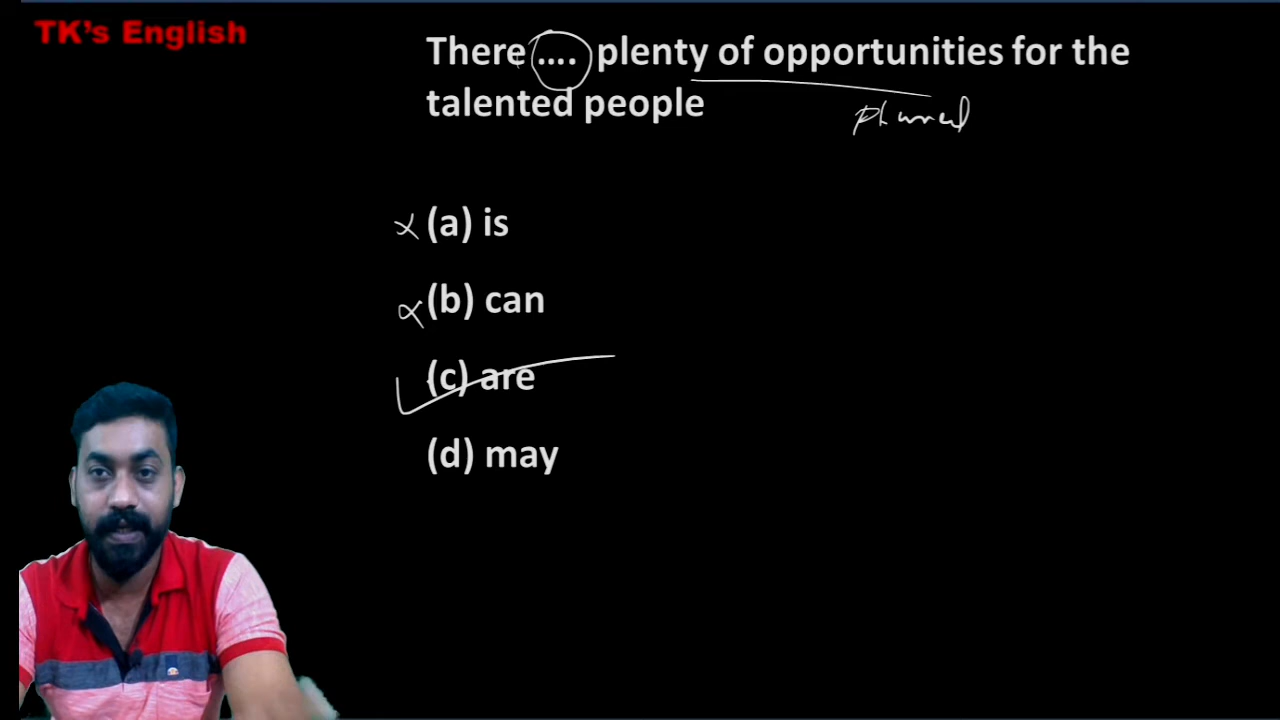 TK's English
There .... plenty of opportunities for the
talented people
plural
(a) is
(b) can
(c) are
(d) may